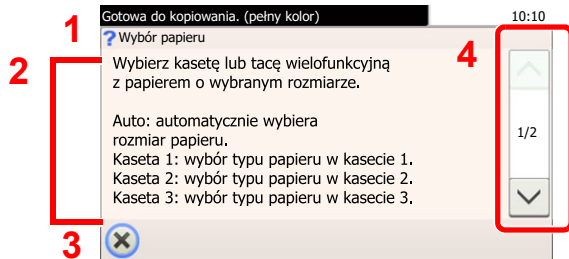 Gotowa do kopiowania. (pełny kolor) 10:10
1
? Wybór papieru
2
4
Wybierz kasetę lub tacę wielofunkcyjną
z papierem o wybranym rozmiarze.
Auto: automatycznie wybiera
rozmiar papieru.
1/2
Kaseta 1: wybór typu papieru w kasecie 1.
Kaseta 2: wybór typu papieru w kasecie 2.
Kaseta 3: wybór typu papieru w kasecie 3.
3